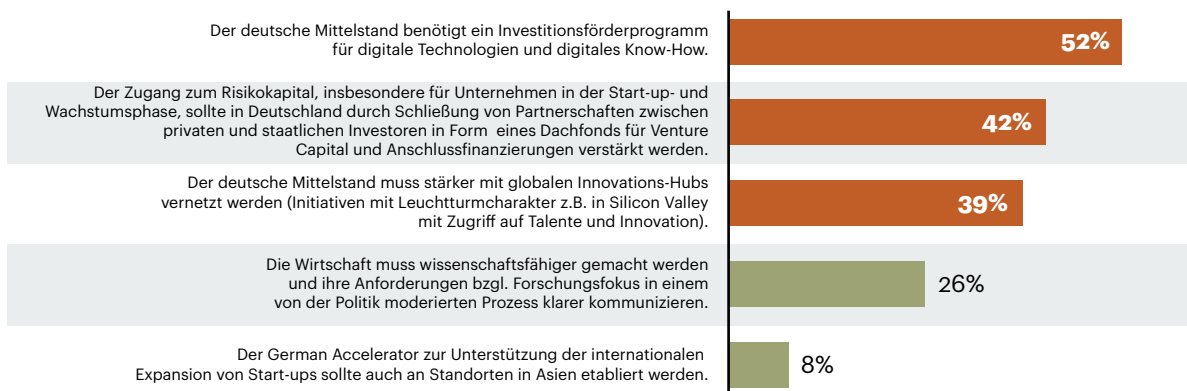 Der deutsche Mittelstand benötigt ein Investitionsförderprogramm
für digitale Technologien und digitales Know-How.
52%
Der Zugang zum Risikokapital, insbesondere für Unternehmen in der Start-up- und
Wachstumsphase, sollte in Deutschland durch Schließung von Partnerschaften zwischen
privaten und staatlichen Investoren in Form eines Dachfonds für Venture
Capital und Anschlussfinanzierungen verstärkt werden.
42%
Der deutsche Mittelstand muss stärker mit globalen Innovations-Hubs
vernetzt werden (Initiativen mit Leuchtturmcharakter z.B. in Silicon Valley
mit Zugriff auf Talente und Innovation).
39%
Die Wirtschaft muss wissenschaftsfähiger gemacht werden
und ihre Anforderungen bzgl. Forschungsfokus in einem
von der Politik moderierten Prozess klarer kommunizieren.
26%
Der German Accelerator zur Unterstützung der internationalen
Expansion von Start-ups sollte auch an Standorten in Asien etabliert werden.
8%